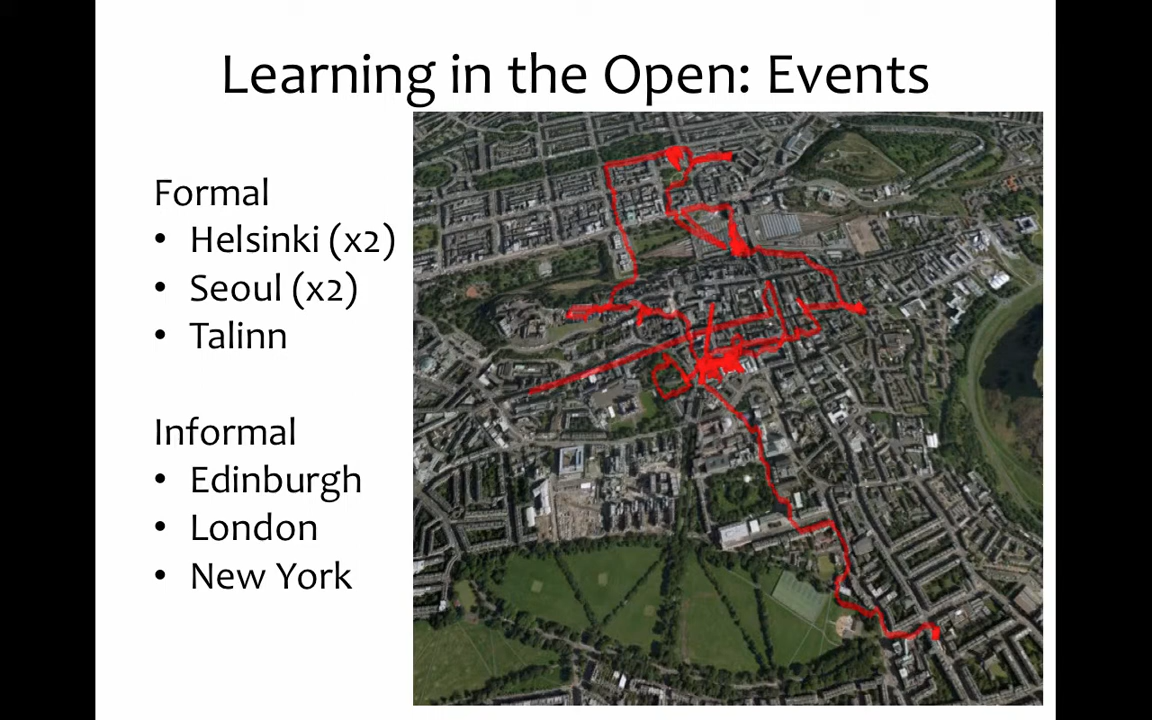 Learning in the Open: Events
Formal
• Helsinki (x2)
• Seoul (x2)
• Talinn
Informal
• Edinburgh
• London
• New York